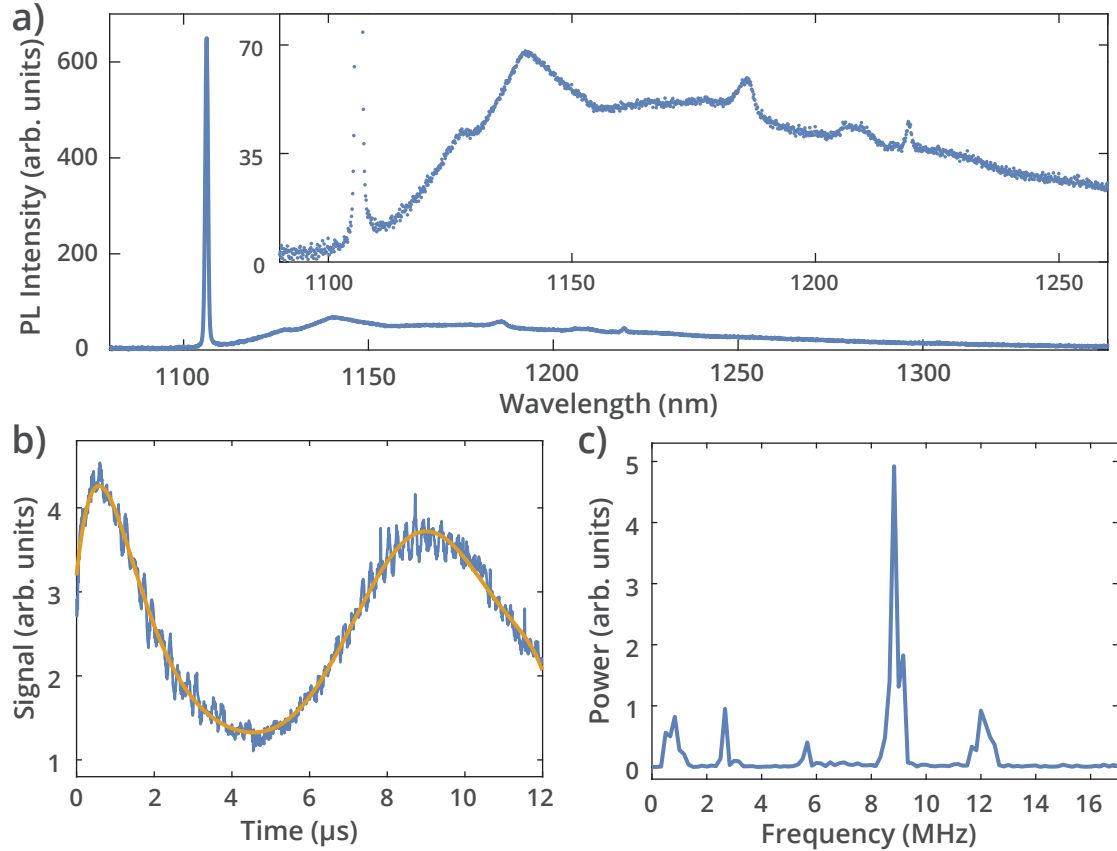 a)
PL Intensity (arb. units)
600
400
200
0
70
35
0
1100 1150 1200 1250
1100 1150 1200 1250 1300
Wavelength (nm)
b)
Signal (arb. units)
4
3
2
1
0 2 4 6 8 10 12
Time (μs)
c)
Power (arb. units)
5
4
3
2
1
0
0 2 4 6 8 10 12 14 16
Frequency (MHz)